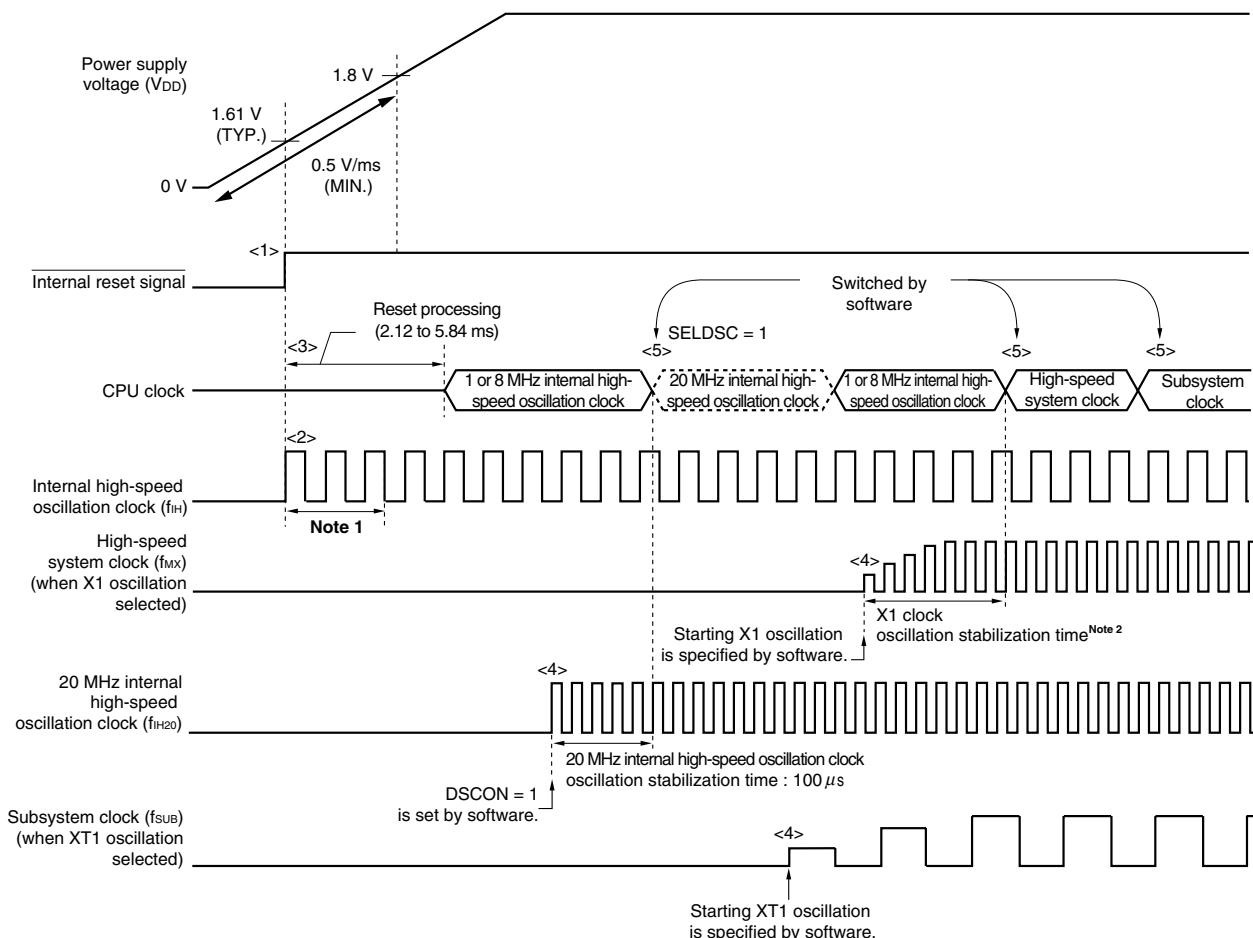 Power supply
voltage (VDD)
1.8 V
1.61 V
(TYP.)
0.5 V/ms
(MIN.)
0 V
<1>
Internal reset signal
Switched by
software
Reset processing
(2.12 to 5.84 ms)
SELDSC = 1
<3>
<5>
<5>
<5>
CPU clock
1 or 8 MHz internal high-
speed oscillation clock
20 MHz internal high-
speed oscillation clock
1 or 8 MHz internal high-
speed oscillation clock
High-speed
system clock
Subsystem
clock
<2>
Internal high-speed
oscillation clock (fIH)
Note 1
High-speed
system clock (fMX)
(when X1 oscillation
selected)
<4>
X1 clock
oscillation stabilization time Note 2
Starting X1 oscillation
is specified by software.
20 MHz internal
high-speed
oscillation clock (fIH20)
<4>
20 MHz internal high-speed oscillation clock
oscillation stabilization time : 100 μs
DSCON = 1
is set by software.
Subsystem clock (fSUB)
(when XT1 oscillation
selected)
<4>
Starting XT1 oscillation
is specified by software.